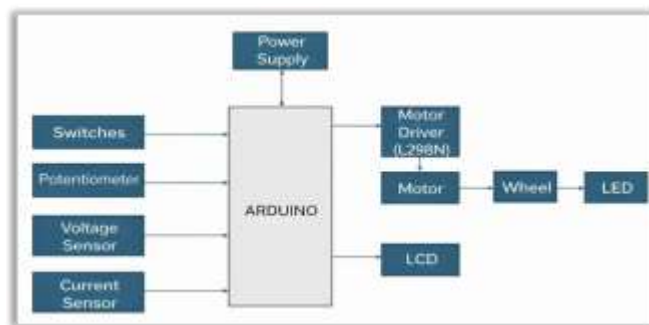 Power
Supply
Switches
Potentiometer
Voltage
Sensor
Current
Sensor
ARDUINO
Motor
Driver
(L298N)
Motor
Wheel
LED
LCD